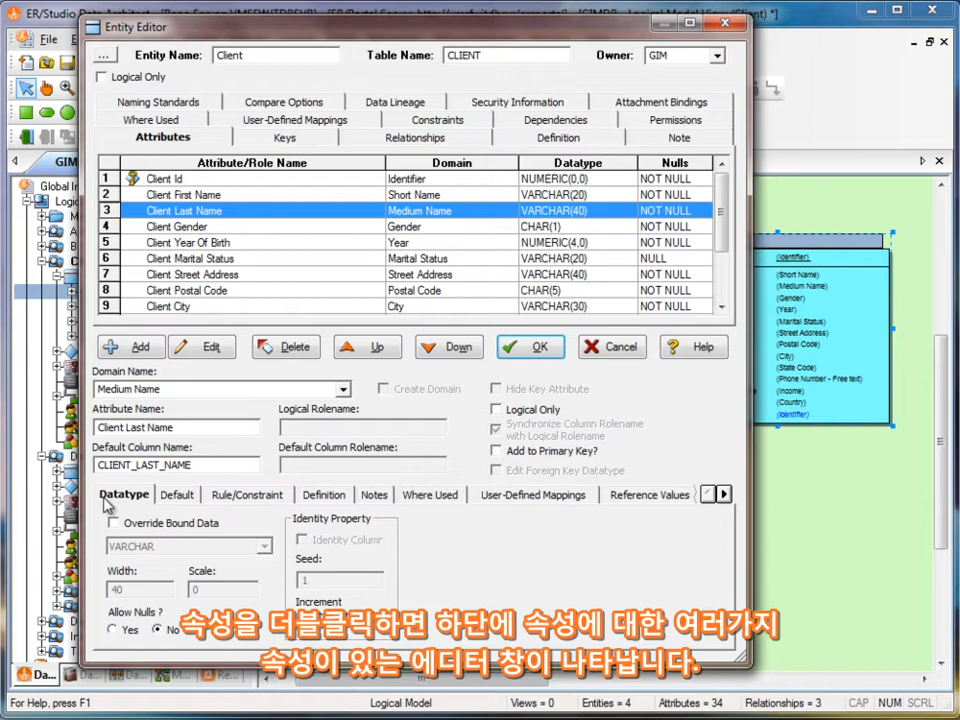 Entity Editor
File
GIM
Global In
Logic
...
Entity Name:
Client
Table Name:
CLIENT
Owner:
GIM
Logical Only
Naming Standards
Compare Options
Data Lineage
Security Information
Attachment Bindings
Where Used
User-Defined Mappings
Constraints
Dependencies
Permissions
Attributes
Keys
Relationships
Definition
Note
Attribute/Role Name Domain Datatype Nulls
1 Client Id Identifier NUMERIC(0,0) NOT NULL
2 Client First Name Short Name VARCHAR(20) NOT NULL
3 Client Last Name Medium Name VARCHAR(40) NOT NULL
4 Client Gender Gender CHAR(1) NOT NULL
5 Client Year Of Birth Year NUMERIC(4,0) NOT NULL
6 Client Marital Status Marital Status VARCHAR(20) NULL
7 Client Street Address Street Address VARCHAR(40) NOT NULL
8 Client Postal Code Postal Code CHAR(5) NOT NULL
9 Client City City VARCHAR(30) NOT NULL
Add
Edit
Delete
Up
Down
OK
Cancel
Help
Domain Name:
Medium Name
Create Domain
Hide Key Attribute
Attribute Name:
Logical Rolename:
Logical Only
Client Last Name
Synchronize Column Rolename
with Logical Rolename
Default Column Name:
Default Column Rolename:
Add to Primary Key?
CLIENT_LAST_NAME
Edit Foreign Key Datatype
Datatype
Default
Rule/Constraint
Definition
Notes
Where Used
User-Defined Mappings
Reference Values
Override Bound Data
VARCHAR
Width:
Scale:
40
0
Allow Nulls ?
Yes
No
Identity Property
Identity Column
Seed:
1
Increment
(Identifier)
(Short Name)
(Medium Name)
(Gender)
(Year)
(Marital Status)
(Street Address)
(Postal Code)
(City)
(State Code)
(Phone Number - Free text)
(Income)
(Country)
(Identifier)
속성을 더블클릭하면 하단에 속성에 대한 여러가지
속성이 있는 에디터 창이 나타납니다.
Da...
For Help, press F1
Logical Model
Views = 0
Entities = 4
Attributes = 34
Relationships = 3
CAP
NUM
SCRL